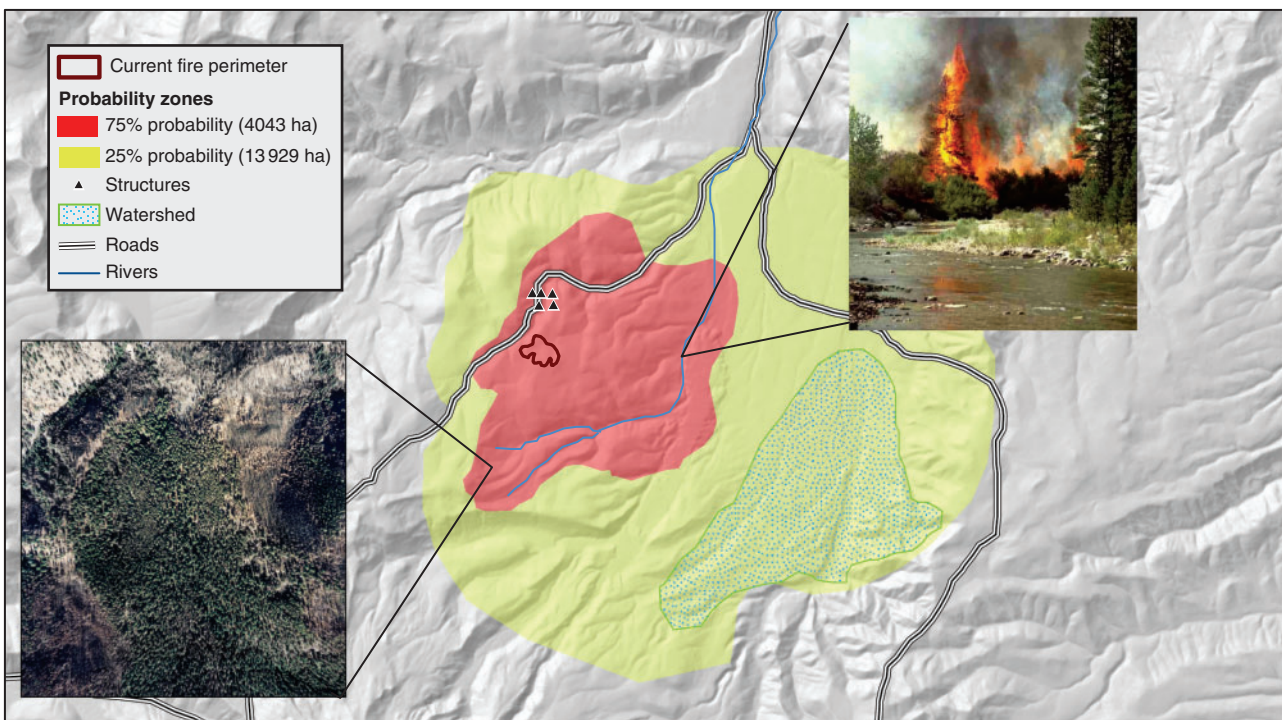 Current fire perimeter
Probability zones
75% probability (4043 ha)
25% probability (13 929 ha)
Structures
Watershed
Roads
Rivers